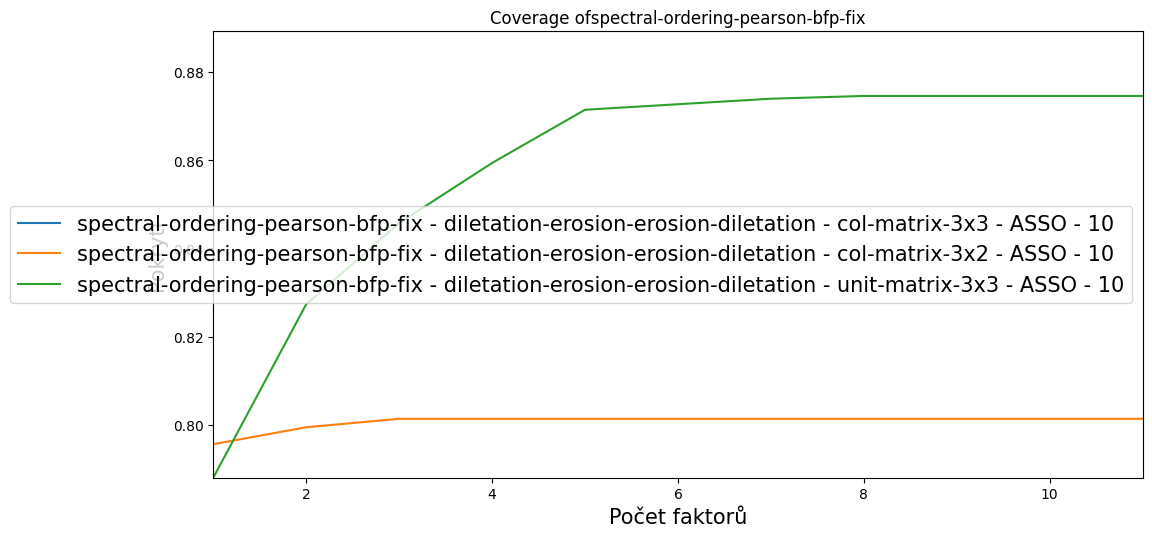 Coverage ofspectral-ordering-pearson-bfp-fix
0.88
0.86
spectral-ordering-pearson-bfp-fix - diletation-erosion-erosion-diletation - col-matrix-3x3 - ASSO - 10
spectral-ordering-pearson-bfp-fix - diletation-erosion-erosion-diletation - col-matrix-3x2 - ASSO - 10
spectral-ordering-pearson-bfp-fix - diletation-erosion-erosion-diletation - unit-matrix-3x3 - ASSO - 10
0.82
0.80
2 4 6 8 10
Počet faktorů